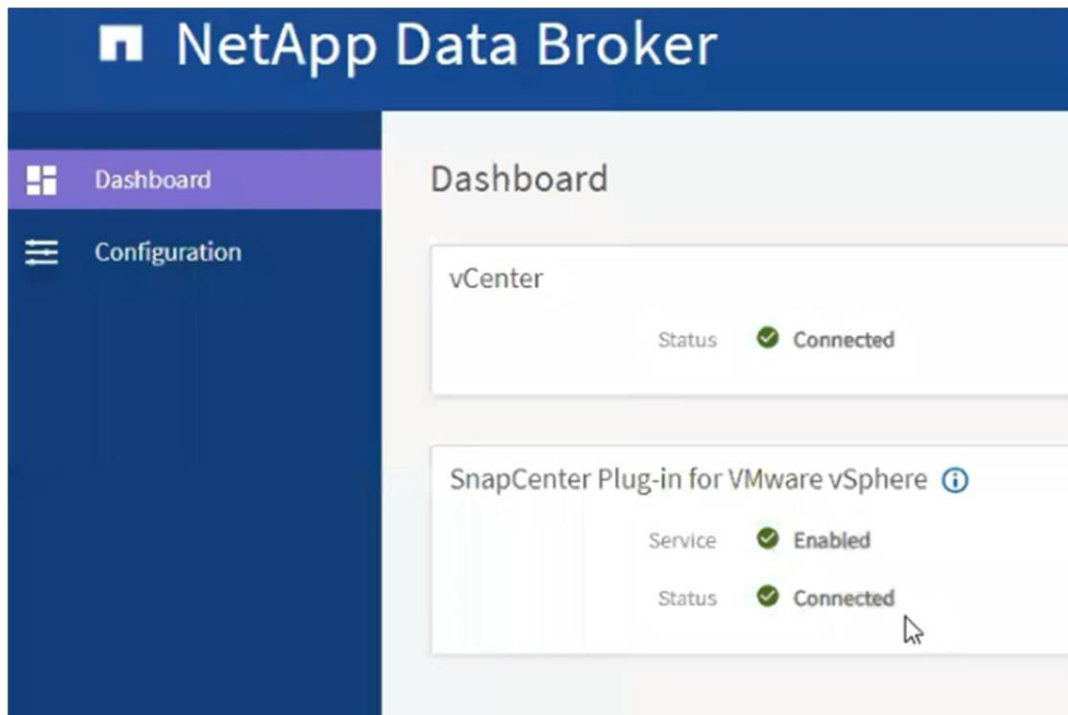 NetApp Data Broker
Dashboard
Configuration
Dashboard
vCenter
Status Connected
SnapCenter Plug-in for VMware vSphere
Service Enabled
Status Connected